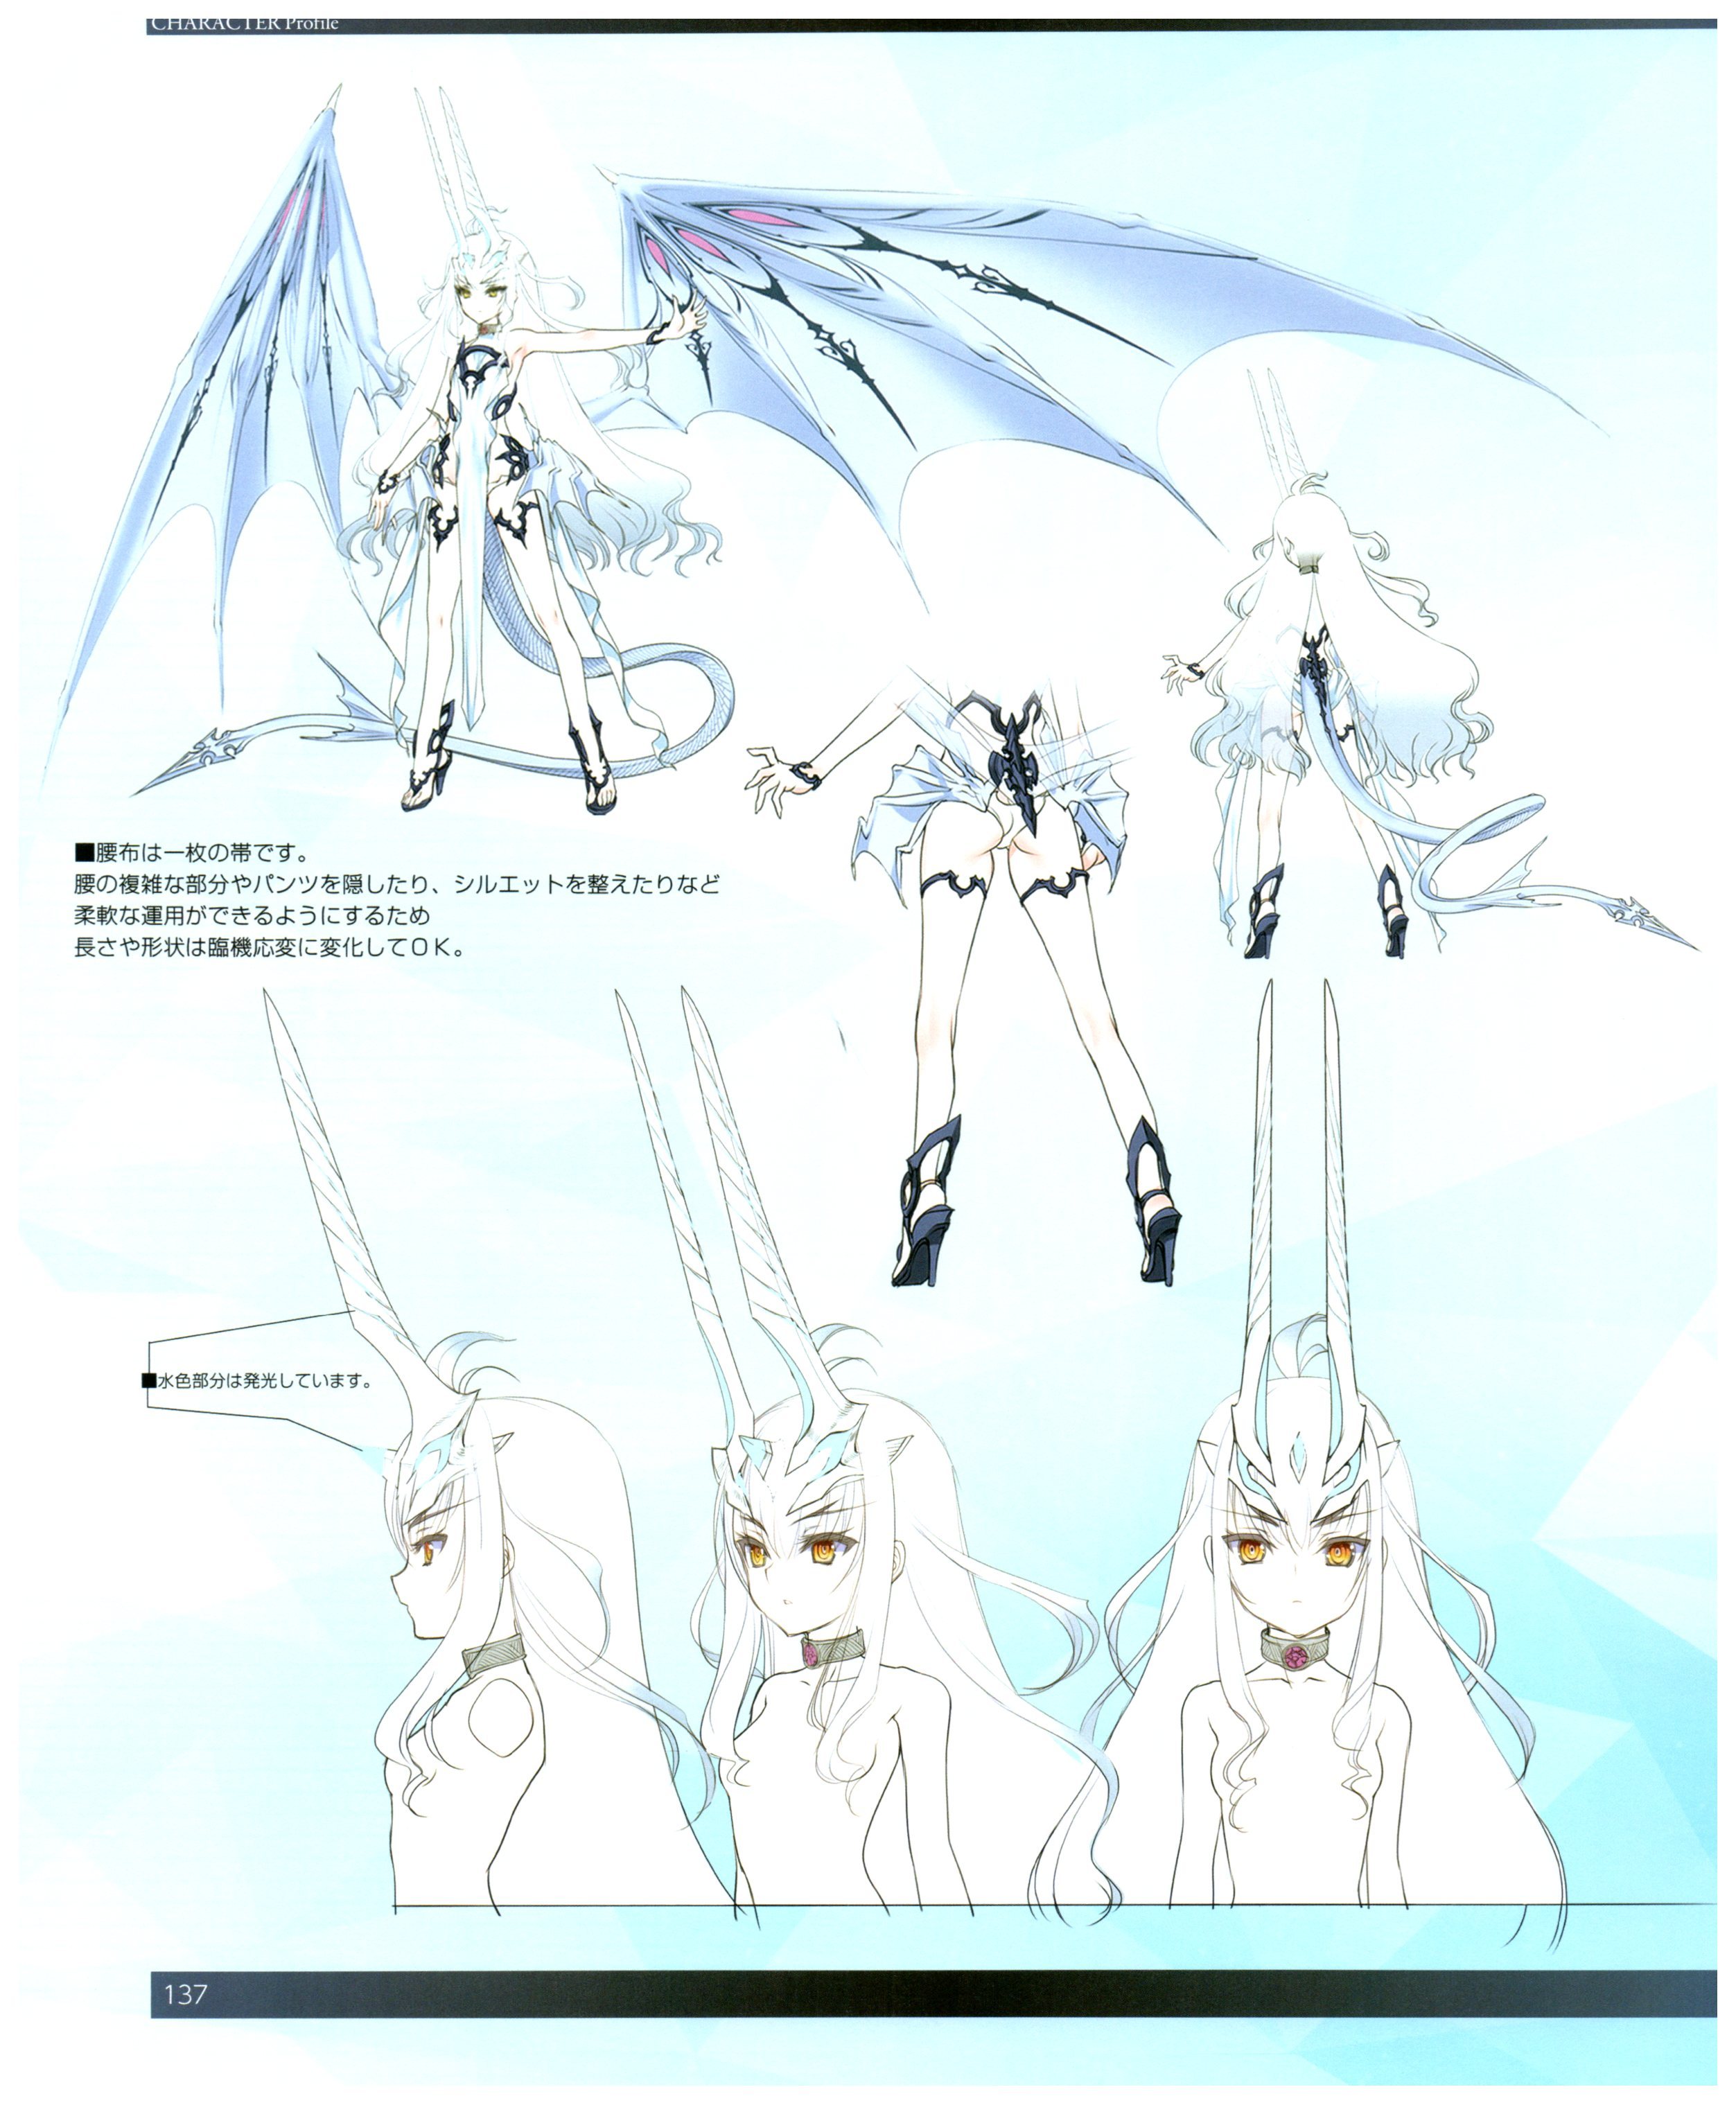 CHARACTER Profile
■腰布は一枚の帯です。
腰の複雑な部分やパンツを隠したり、シルエットを整えたりなど
柔軟な運用ができるようにするため
長さや形状は臨機応変に変化してOK。
■水色部分は発光しています。
137